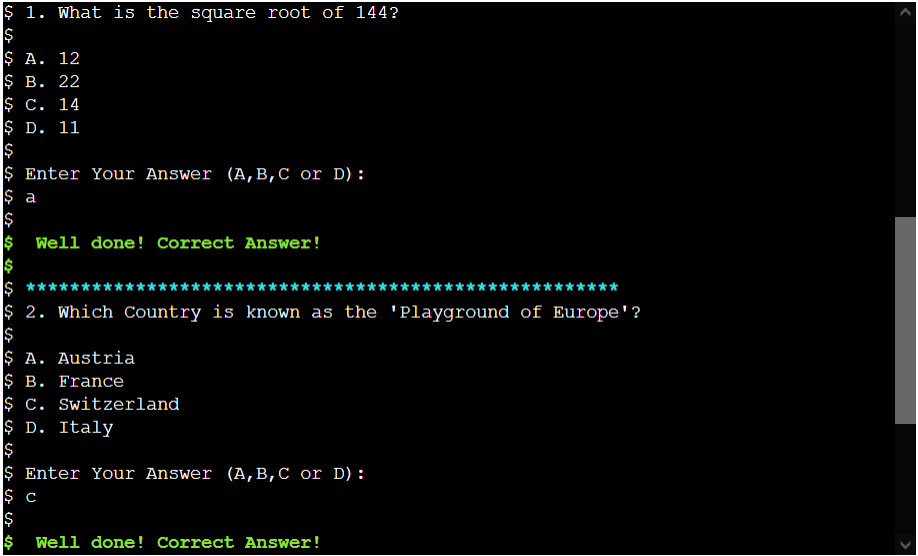 $ 1. What is the square root of 144?
$
$ A. 12
$ B. 22
$ C. 14
$ D. 11
$
$ Enter Your Answer (A,B,C or D):
$ a
$
$  Well done! Correct Answer!
$
$ ******************************************************
$ 2. Which Country is known as the 'Playground of Europe'?
$
$ A. Austria
$ B. France
$ C. Switzerland
$ D. Italy
$
$ Enter Your Answer (A,B,C or D):
$ c
$
$  Well done! Correct Answer!